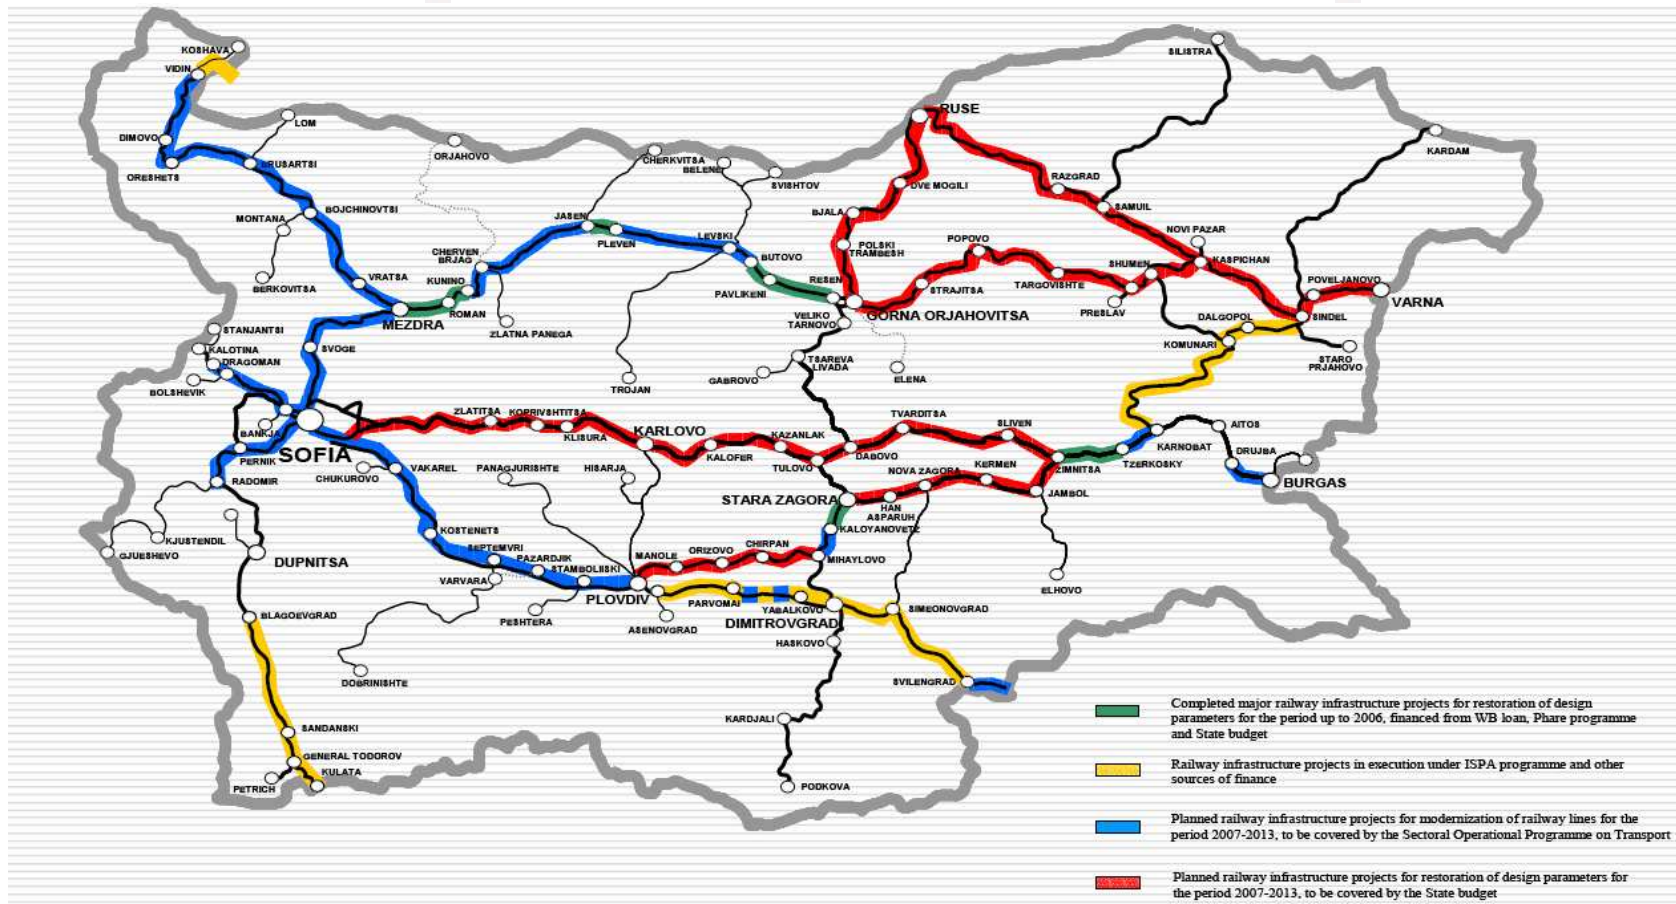 KOSHAVA
VIDIN
SILISTRA
LOM
RUSE
DIMOVO
ORJAHOVO
KARDAM
CHERKVITSA
BELENE
BRUSARTSI
ORESHETS
SVISHTOV
RAZGRAD
DVE MOGILI
SAMUIL
BOJCHINOVTSI
MONTANA
JASEN
BJALA
NOVI PAZAR
PLEVEN
LEVSKI
POLSKI
TRAMBESH
POPOVO
CHERVEN
BRJAG
BUTOVO
SHUMEN
KASPICHAN
VRATSA
KUNINO
RESEN
POVELJANOVO
BERKOVITSA
PAVLIKENI
STRAJITSA
TARGOVISHTE
VARNA
ROMAN
PRESLAV
MEZDRA
VELIKO
TARNOVO
GORNA ORJAHOVITSA
DALGOPOL
SINDEL
STANJANTSI
ZLATNA PANEGA
KOMUNARI
KALOTINA
SVOGE
DRAGOMAN
TSAREVA
LIVADA
STARO
PRJAHOVO
GABROVO
ELENA
BOLSHEVIK
TROJAN
ZLATITSA
KOPRIVSHTITSA
TVARDITSA
BANKJA
KLISURA
KARLOVO
SLIVEN
AITOS
SOFIA
KAZANLAK
KARNOBAT
DRUJBA
PERNIK
KALOFER
TULOVO
DABOVO
ZIMNITSA
TZERKOSKY
VAKAREL
PANAGJURISHTE
HISARJA
NOVA ZAGORA
KERMEN
CHUKUROVO
RADOMIR
BURGAS
STARA ZAGORA
JAMBOL
HAN
ASPARUH
KOSTENETS
KALOYANOVETZ
KJUSTENDIL
GJUESHEVO
SEPTEMVRI
MANOLE
ORIZOVO
CHIRPAN
DUPNITSA
PAZARDJIK
MIHAYLOVO
STAMBOLIISKI
VARVARA
ELHOVO
PLOVDIV
PARVOMAI
YABALKOVO
SIMEONOVGRAD
BLAGOEVGRAD
PESHTERA
ASENOVGRAD
DIMITROVGRAD
HASKOVO
DOBRINISHTE
SVILENGRAD
KARDJALI
SANDANSKI
GENERAL TODOROV
KULATA
PETRICH
PODKOVA
Completed major railway infrastructure projects for restoration of design
parameters for the period up to 2006, financed from WB loan, Phare programme
and State budget
Railway infrastructure projects in execution under ISPA programme and other
sources of finance
Planned railway infrastructure projects for modernization of railway lines for the
period 2007-2013, to be covered by the Sectoral Operational Programme on Transport
Planned railway infrastructure projects for restoration of design parameters for
the period 2007-2013, to be covered by the State budget